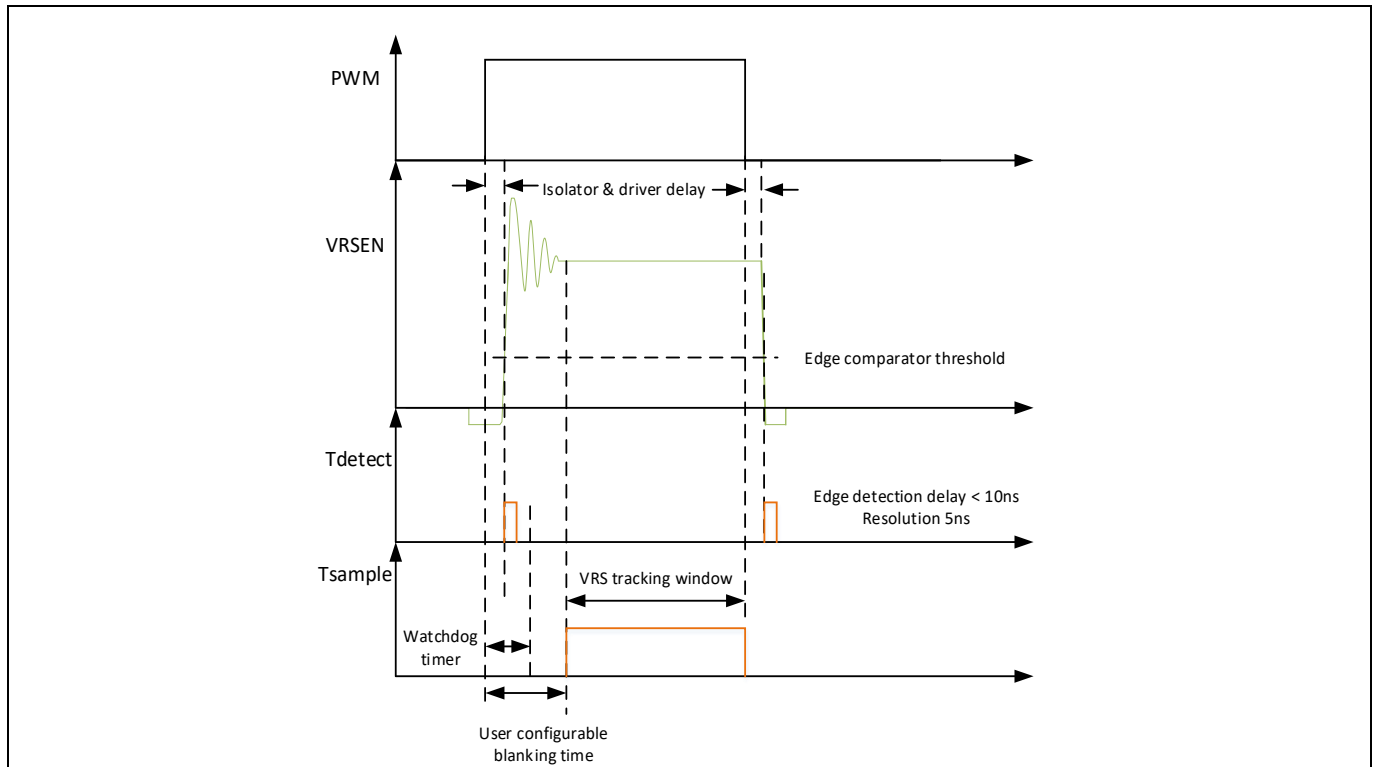 PWM
Isolator & driver delay
VRSEN
Edge comparator threshold
Tdetect
Edge detection delay < 10ns
Resolution 5ns
Tsample
VRS tracking window
Watchdog
timer
User configurable
blanking time